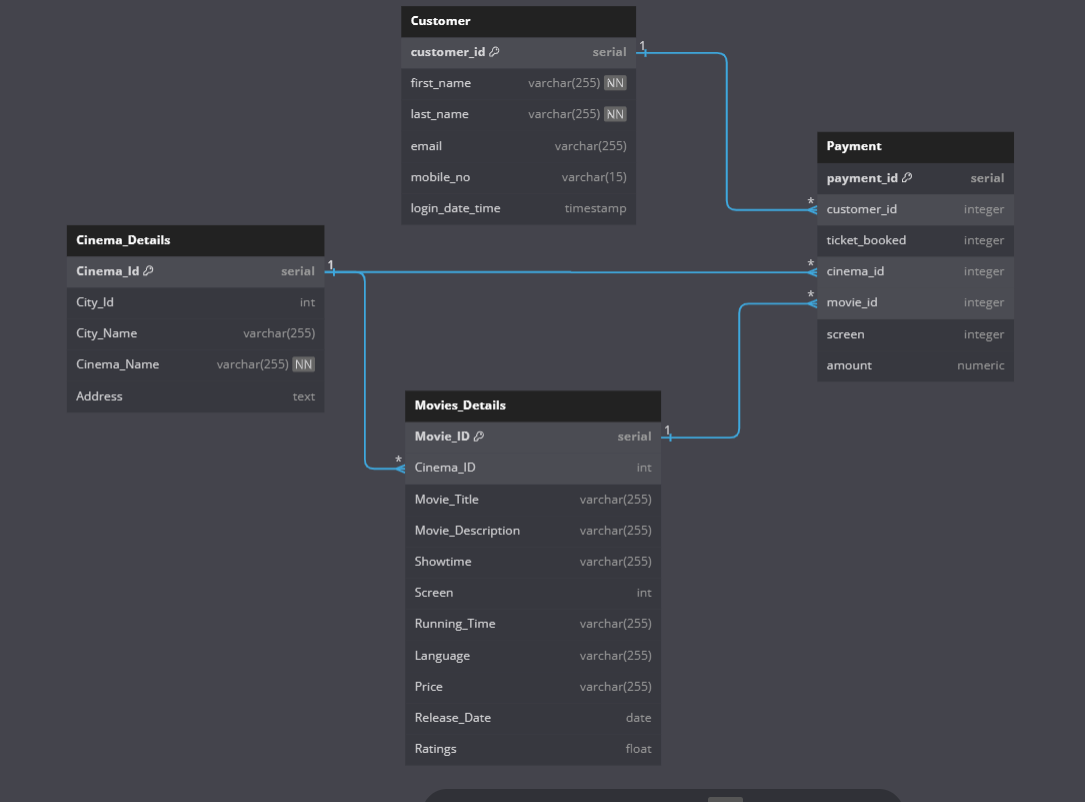 Customer
customer_id serial
first_name varchar(255) NN
last_name varchar(255) NN
email varchar(255)
mobile_no varchar(15)
login_date_time timestamp
1
Payment
payment_id serial
* customer_id integer
ticket_booked integer
* cinema_id integer
* movie_id integer
screen integer
amount numeric
Cinema_Details
Cinema_Id serial
1
City_Id int
City_Name varchar(255)
Cinema_Name varchar(255) NN
Address text
Movies_Details
Movie_ID serial
1
* Cinema_ID int
Movie_Title varchar(255)
Movie_Description varchar(255)
Showtime varchar(255)
Screen int
Running_Time varchar(255)
Language varchar(255)
Price varchar(255)
Release_Date date
Ratings float